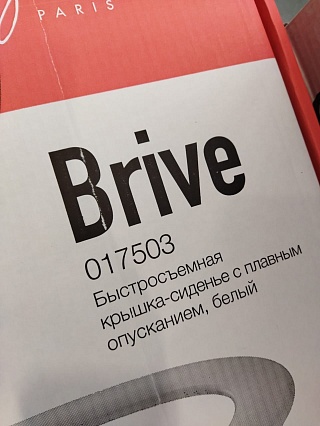 PARIS
Brive
017503
Быстросъемная
крышка-сиденье с плавным
опусканием, белый